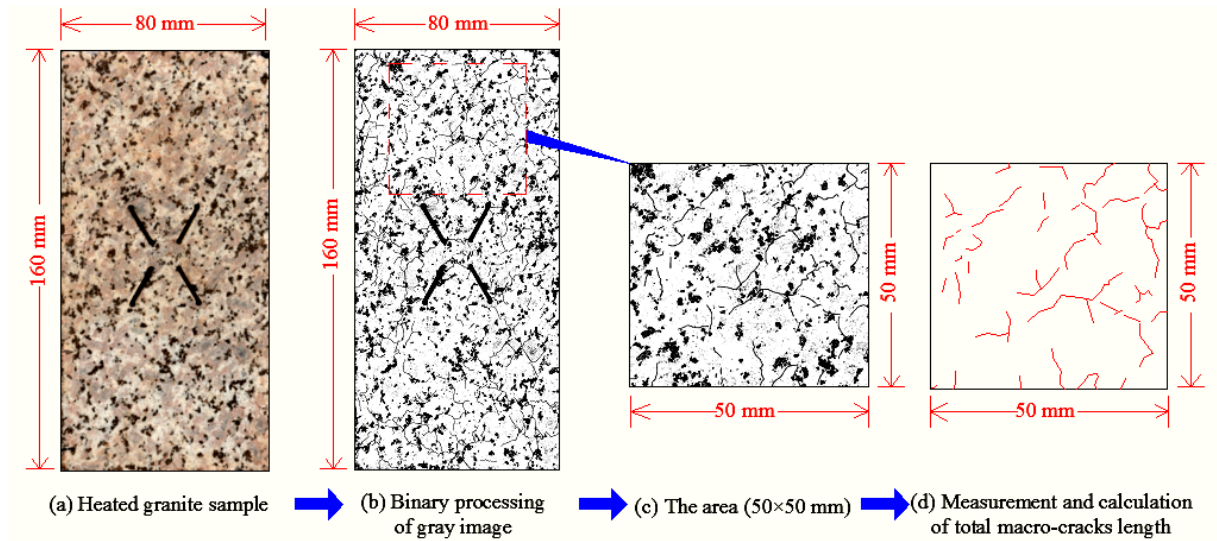 80 mm
80 mm
160 mm
160 mm
50 mm
50 mm
50 mm
50 mm
(a) Heated granite sample
(b) Binary processing
of gray image
(c) The area (50×50 mm)
(d) Measurement and calculation
of total macro-cracks length